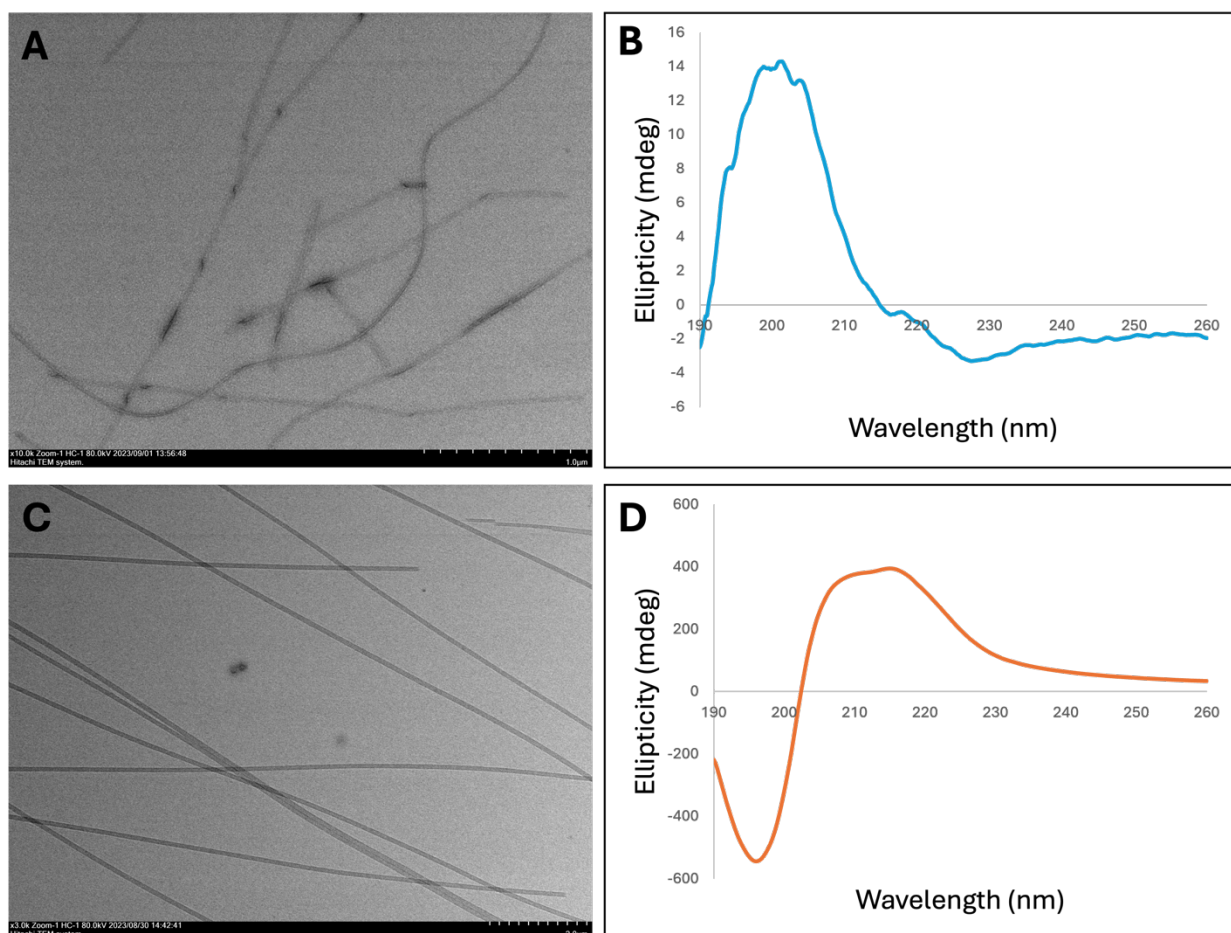 A
x10.0k Zoom-1 HC-1 80.0kV 2023/09/01 13:56:48
Hitachi TEM system.
1.0μm
B
Ellipticity (mdeg)
16
14
12
10
8
6
4
2
0
-2
-4
-6
190 200 210 220 230 240 250 260
Wavelength (nm)
C
x3.0k Zoom-1 HC-1 80.0kV 2023/08/30 14:42:41
Hitachi TEM system.
D
Ellipticity (mdeg)
600
400
200
0
-200
-400
-600
190 200 210 220 230 240 250 260
Wavelength (nm)